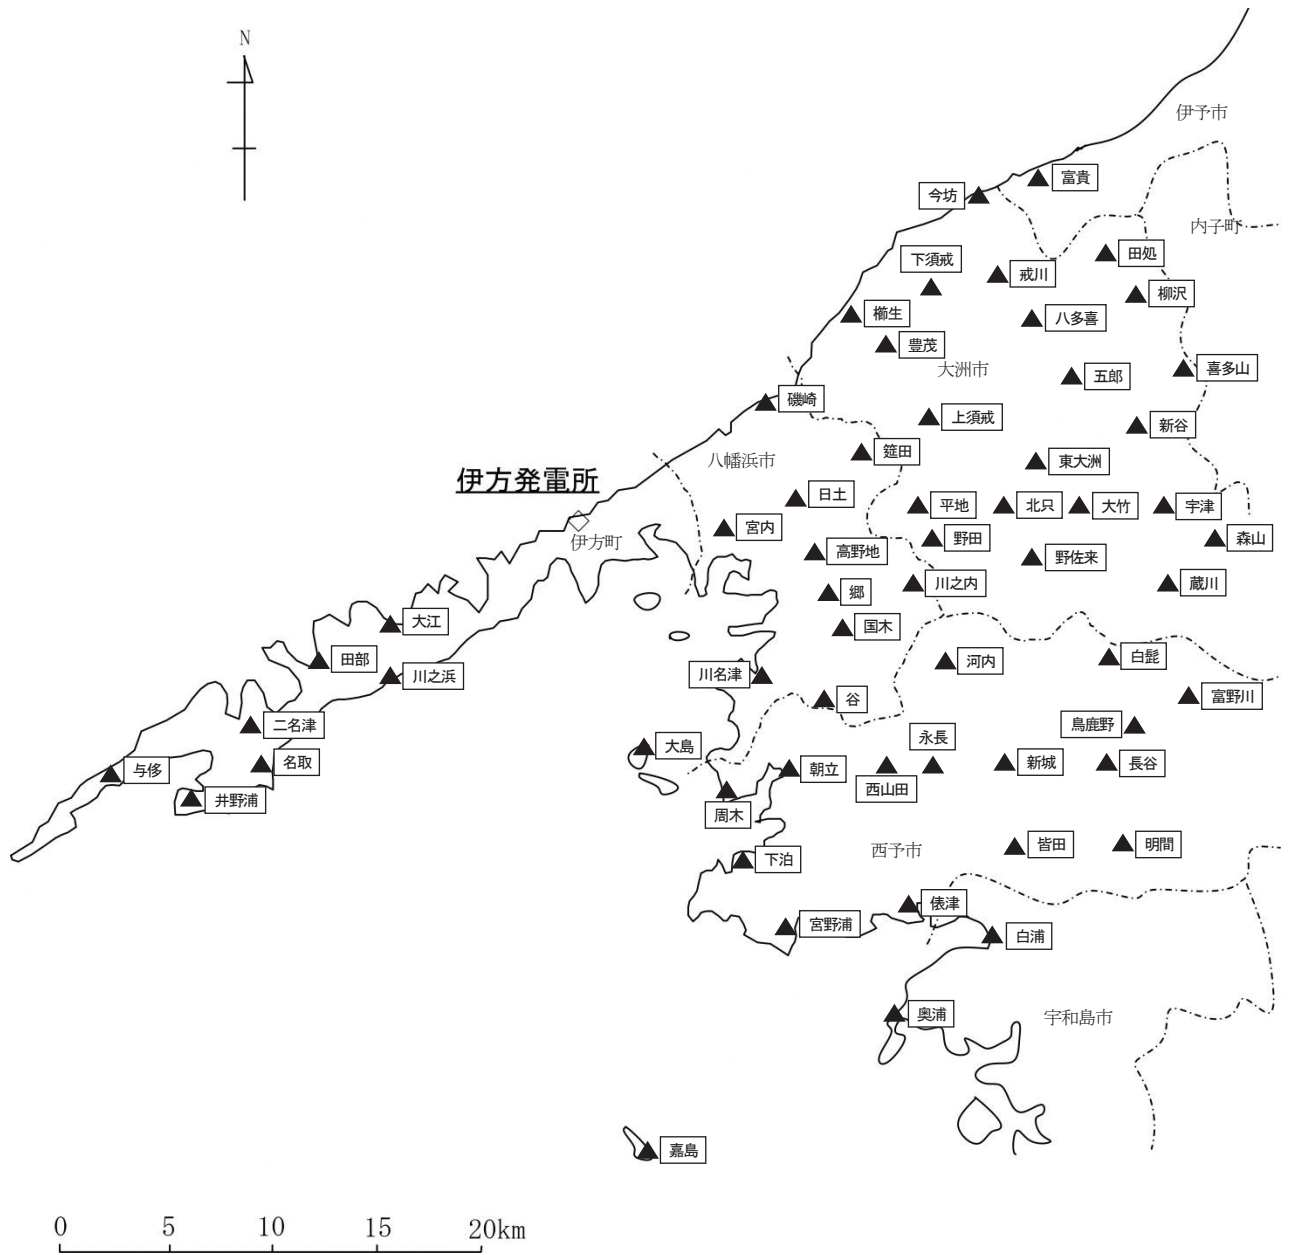 N
伊予市
富貴
今坊
内子町
田処
下須戒
戒川
柳沢
櫛生
八多喜
豊茂
大洲市
喜多山
五郎
磯崎
上須戒
新谷
八幡浜市
筵田
東大洲
伊方発電所
日土
平地
北只
大竹
宇津
宮内
伊方町
野田
森山
高野地
野佐来
川之内
蔵川
郷
大江
国木
田部
河内
白髭
川之浜
川名津
富野川
谷
二名津
鳥鹿野
大島
永長
名取
与侈
朝立
新城
長谷
西山田
井野浦
周木
皆田
明間
西予市
下泊
俵津
宮野浦
白浦
奥浦
宇和島市
嘉島
0 5 10 15 20km